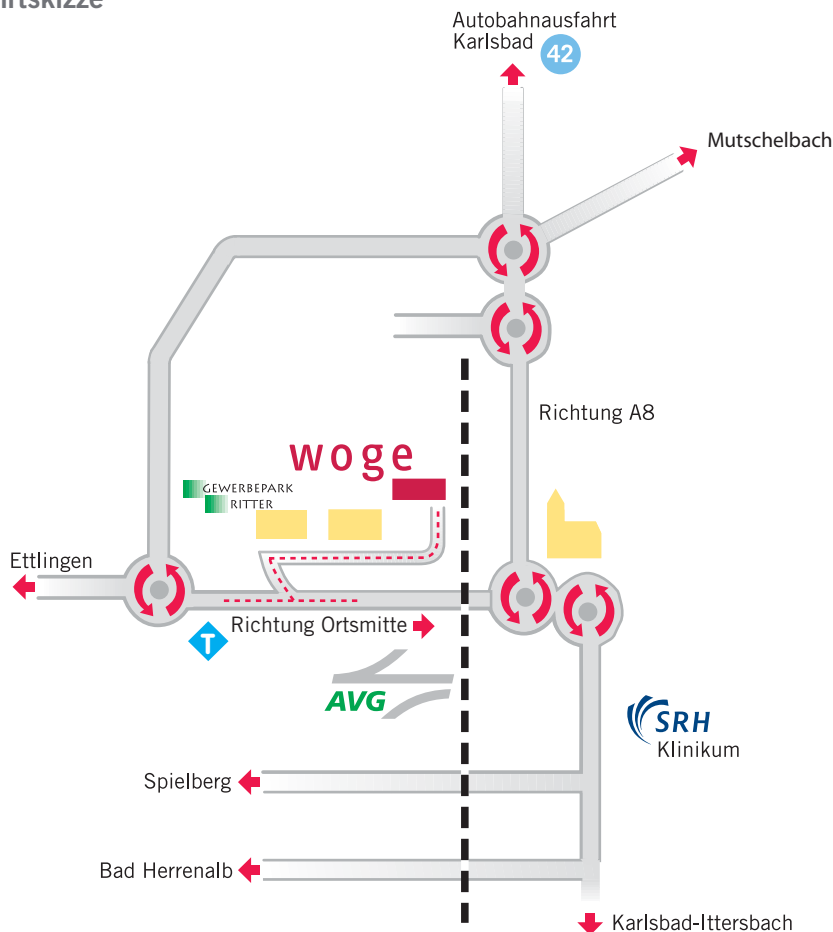 Autobahnausfahrt
Karlsbad 42
Mutschelbach
Richtung A8
woge
GEWERBEPARK
RITTER
Ettlingen
Richtung Ortsmitte
T
AVG
SRH
Klinikum
Spielberg
Bad Herrenalb
Karlsbad-Ittersbach